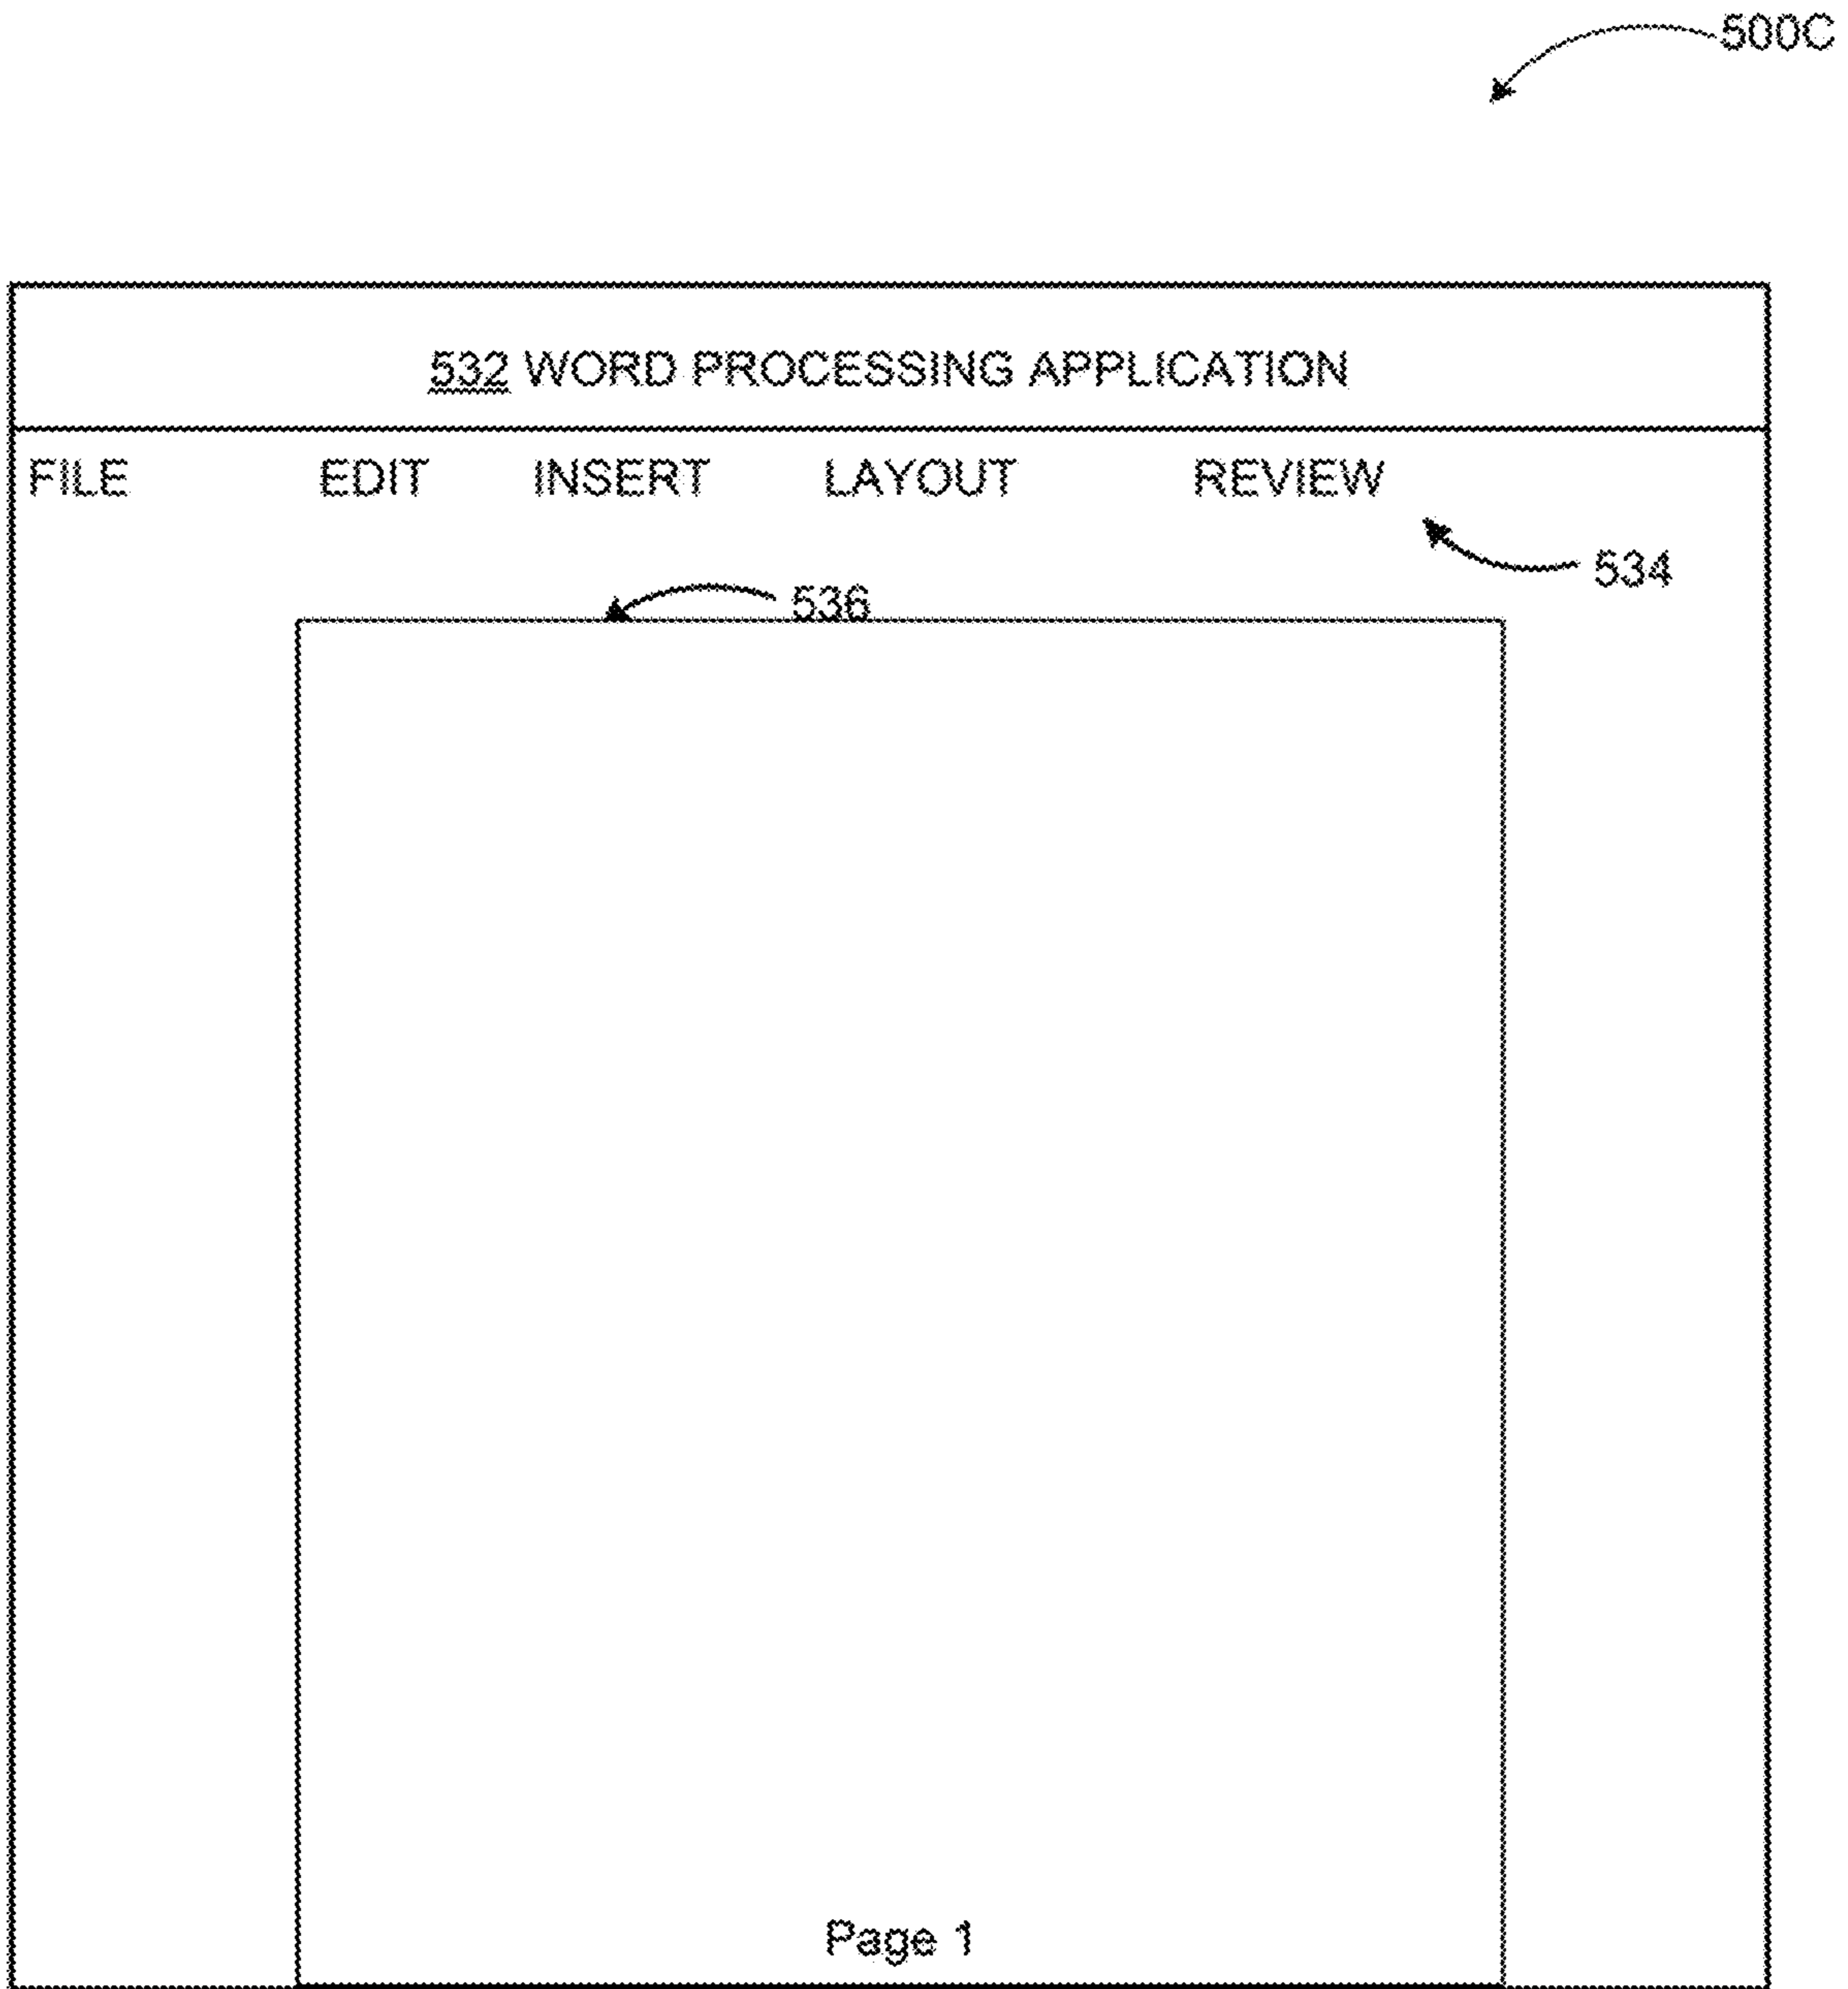 500C
532 WORD PROCESSING APPLICATION
FILE EDIT INSERT LAYOUT REVIEW
534
536
Page 1